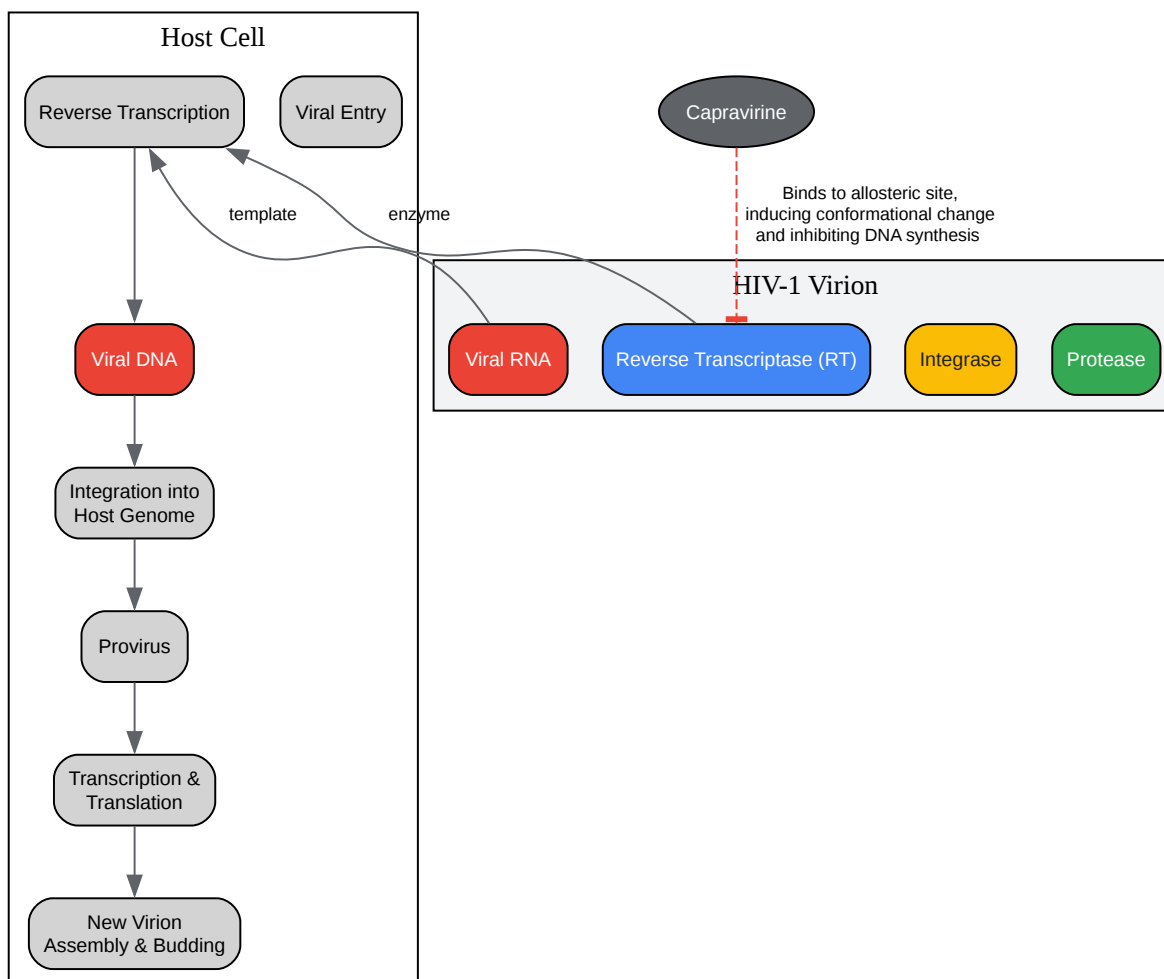 Host Cell
Reverse Transcription
Viral Entry
Capravirine
Binds to allosteric site,
inducing conformational change
and inhibiting DNA synthesis
template
enzyme
HIV-1 Virion
Viral DNA
Viral RNA
Reverse Transcriptase (RT)
Integrase
Protease
Integration into
Host Genome
Provirus
Transcription &
Translation
New Virion
Assembly & Budding